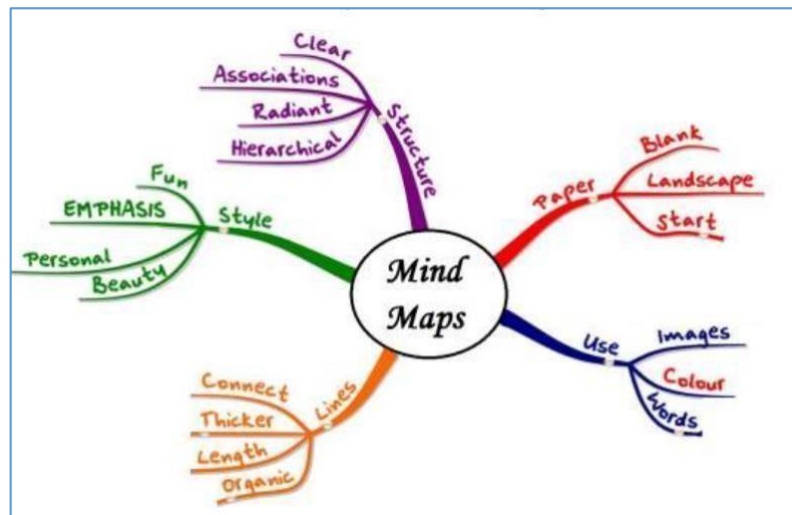 Mind
Maps
Structure
Clear
Associations
Radiant
Hierarchical
Paper
Blank
Landscape
Start
Use
Images
Colour
Words
Lines
Connect
Thicker
Length
Organic
Style
Fun
EMPHASIS
Personal
Beauty